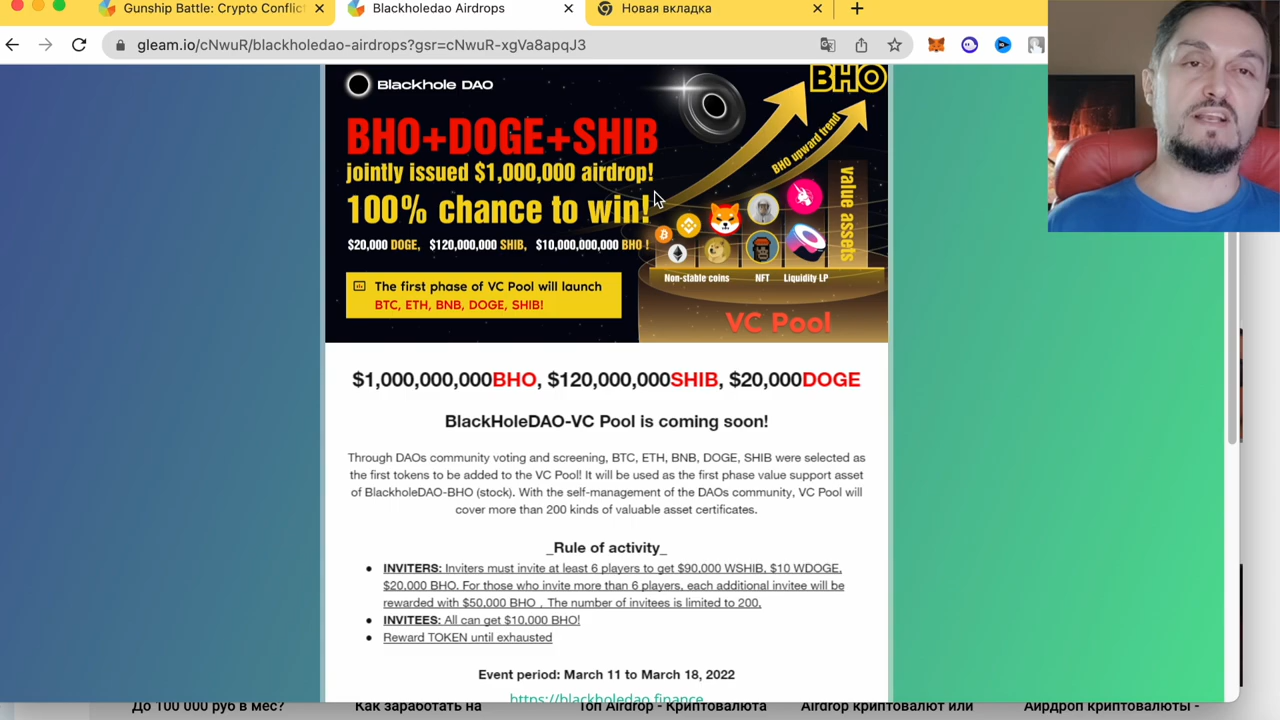 Gunship Battle: Crypto Conflic
Blackholedao Airdrops
Новая вкладка
gleam.io/cNwuR/blackholedao-airdrops?gsr=cNwuR-xgVa8apqJ3
Blackhole DAO
BHO
BHO+DOGE+SHIB
jointly issued $1,000,000 airdrop!
100% chance to win!
$20,000 DOGE, $120,000,000 SHIB, $10,000,000,000 BHO !
The first phase of VC Pool will launch
BTC, ETH, BNB, DOGE, SHIB!
BHO upward trend
value assets
Non-stable coins
NFT
Liquidity LP
VC Pool
$1,000,000,000BHO, $120,000,000SHIB, $20,000DOGE
BlackHoleDAO-VC Pool is coming soon!
Through DAOs community voting and screening, BTC, ETH, BNB, DOGE, SHIB were selected as
the first tokens to be added to the VC Pool! It will be used as the first phase value support asset
of BlackholeDAO-BHO (stock). With the self-management of the DAOs community, VC Pool will
cover more than 200 kinds of valuable asset certificates.
_Rule of activity_
INVITERS: Inviters must invite at least 6 players to get $90,000 WSHIB, $10 WDOGE,
$20,000 BHO. For those who invite more than 6 players, each additional invitee will be
rewarded with $50,000 BHO . The number of invitees is limited to 200,
INVITEES: All can get $10,000 BHO!
Reward TOKEN until exhausted
Event period: March 11 to March 18, 2022
https://blackholedao.finance
До 100 000 руб в мес?
Как заработать на
Топ Airdrop - Криптовалюта
Airdrop криптовалют или
Аирдроп криптовалюты -